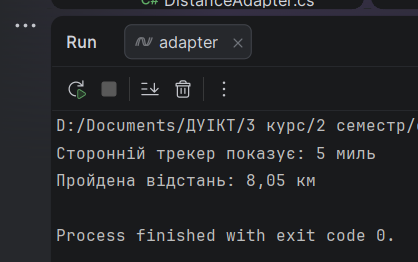 DistanceAdapter.cs
Run
adapter
D:/Documents/ДУІКТ/3 курс/2 семестр/
Сторонній трекер показує: 5 миль
Пройдена відстань: 8,05 км
Process finished with exit code 0.